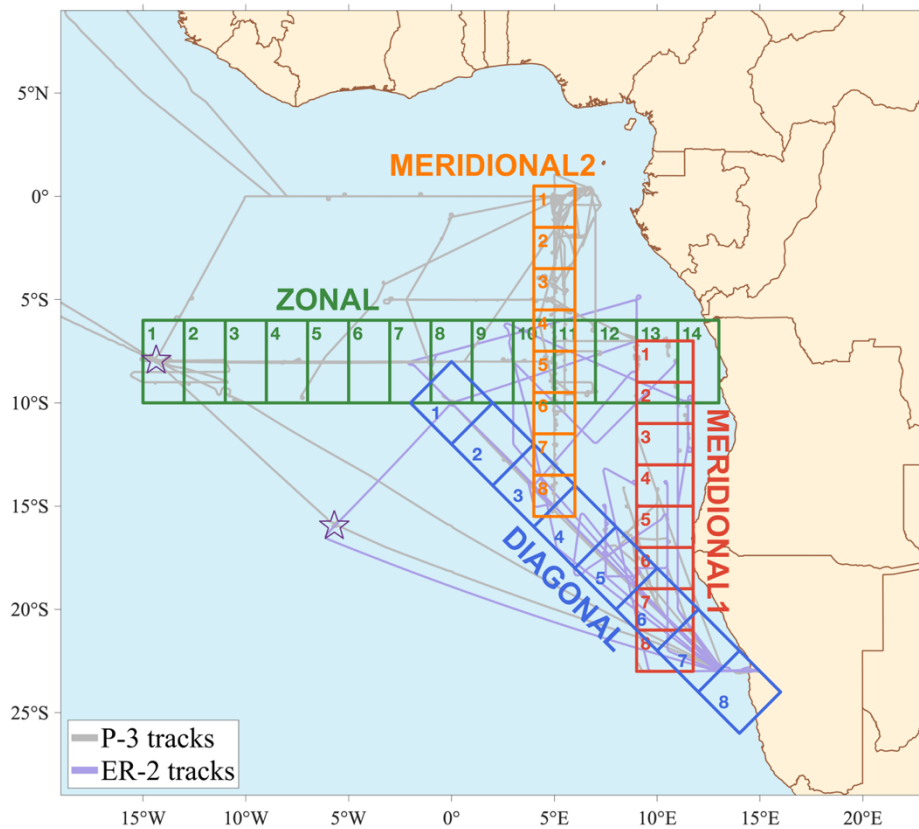 5°N
0°
5°S
10°S
15°S
20°S
25°S
MERIDIONAL2
1
2
3
4
5
6
7
8
ZONAL
1 2 3 4 5 6 7 8 9 10 11 12 13 14
MERIDIONAL1
1
2
3
4
5
6
7
8
DIAGONAL
1
2
3
4
5
6
7
8
P-3 tracks
ER-2 tracks
15°W 10°W 5°W 0° 5°E 10°E 15°E 20°E